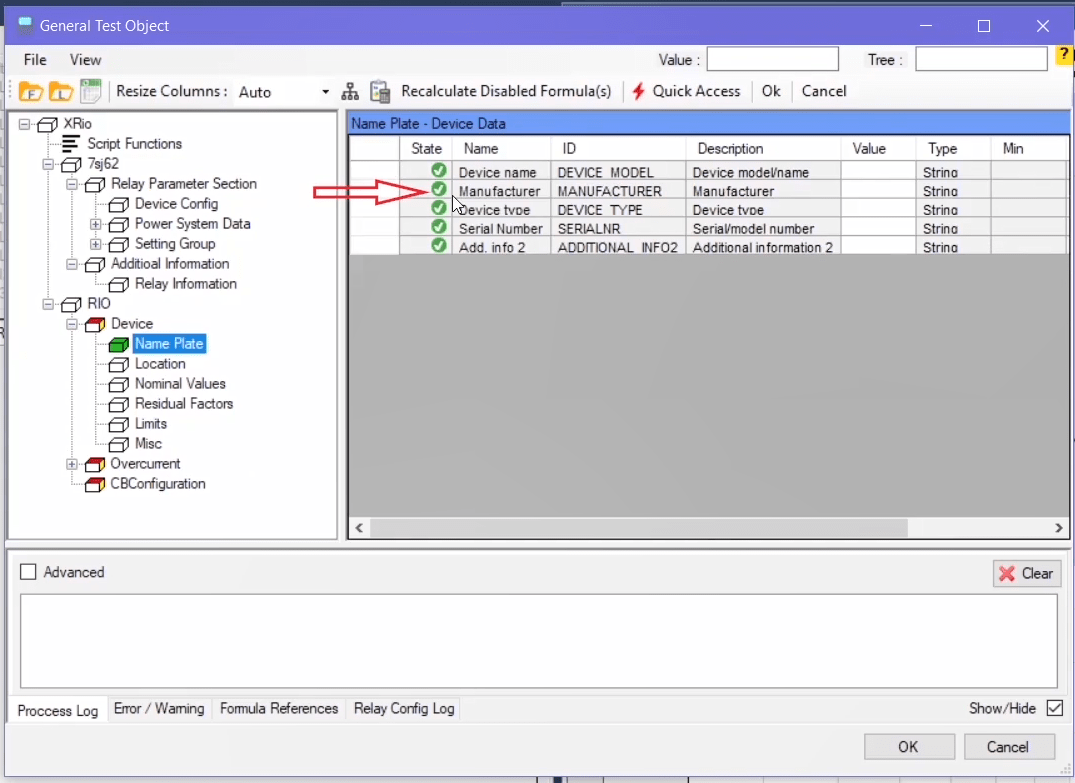 General Test Object
File View Value : Tree : ?
F L Resize Columns : Auto Recalculate Disabled Formula(s) Quick Access Ok Cancel
XRio
Script Functions
7sj62
Relay Parameter Section
Device Config
Power System Data
Setting Group
Additioal Information
Relay Information
RIO
Device
Name Plate
Location
Nominal Values
Residual Factors
Limits
Misc
Overcurrent
CBConfiguration
Name Plate - Device Data
State Name ID Description Value Type Min
Device name DEVICE_MODEL Device model/name String
Manufacturer MANUFACTURER Manufacturer String
Device type DEVICE_TYPE Device type String
Serial Number SERIALNR Serial/model number String
Add. info 2 ADDITIONAL_INFO2 Additional information 2 String
Advanced Clear
Proccess Log Error / Warning Formula References Relay Config Log Show/Hide
OK Cancel